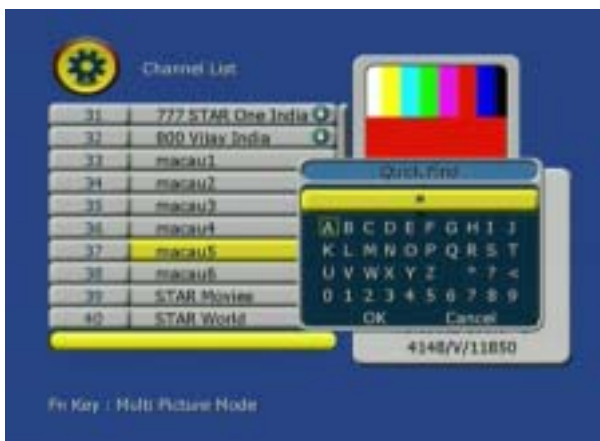 Channel List
31 777 STAR One India
32 800 Vijay India
33 macau1
34 macau2
35 macau3
36 macau4
37 macau5
38 macau6
39 STAR Movies
40 STAR World
Quick Find
*
A B C D E F G H I J
K L M N O P Q R S T
U V W X Y Z * ? <
0 1 2 3 4 5 6 7 8 9
OK Cancel
4148/V/11850
Fn Key : Multi Picture Mode